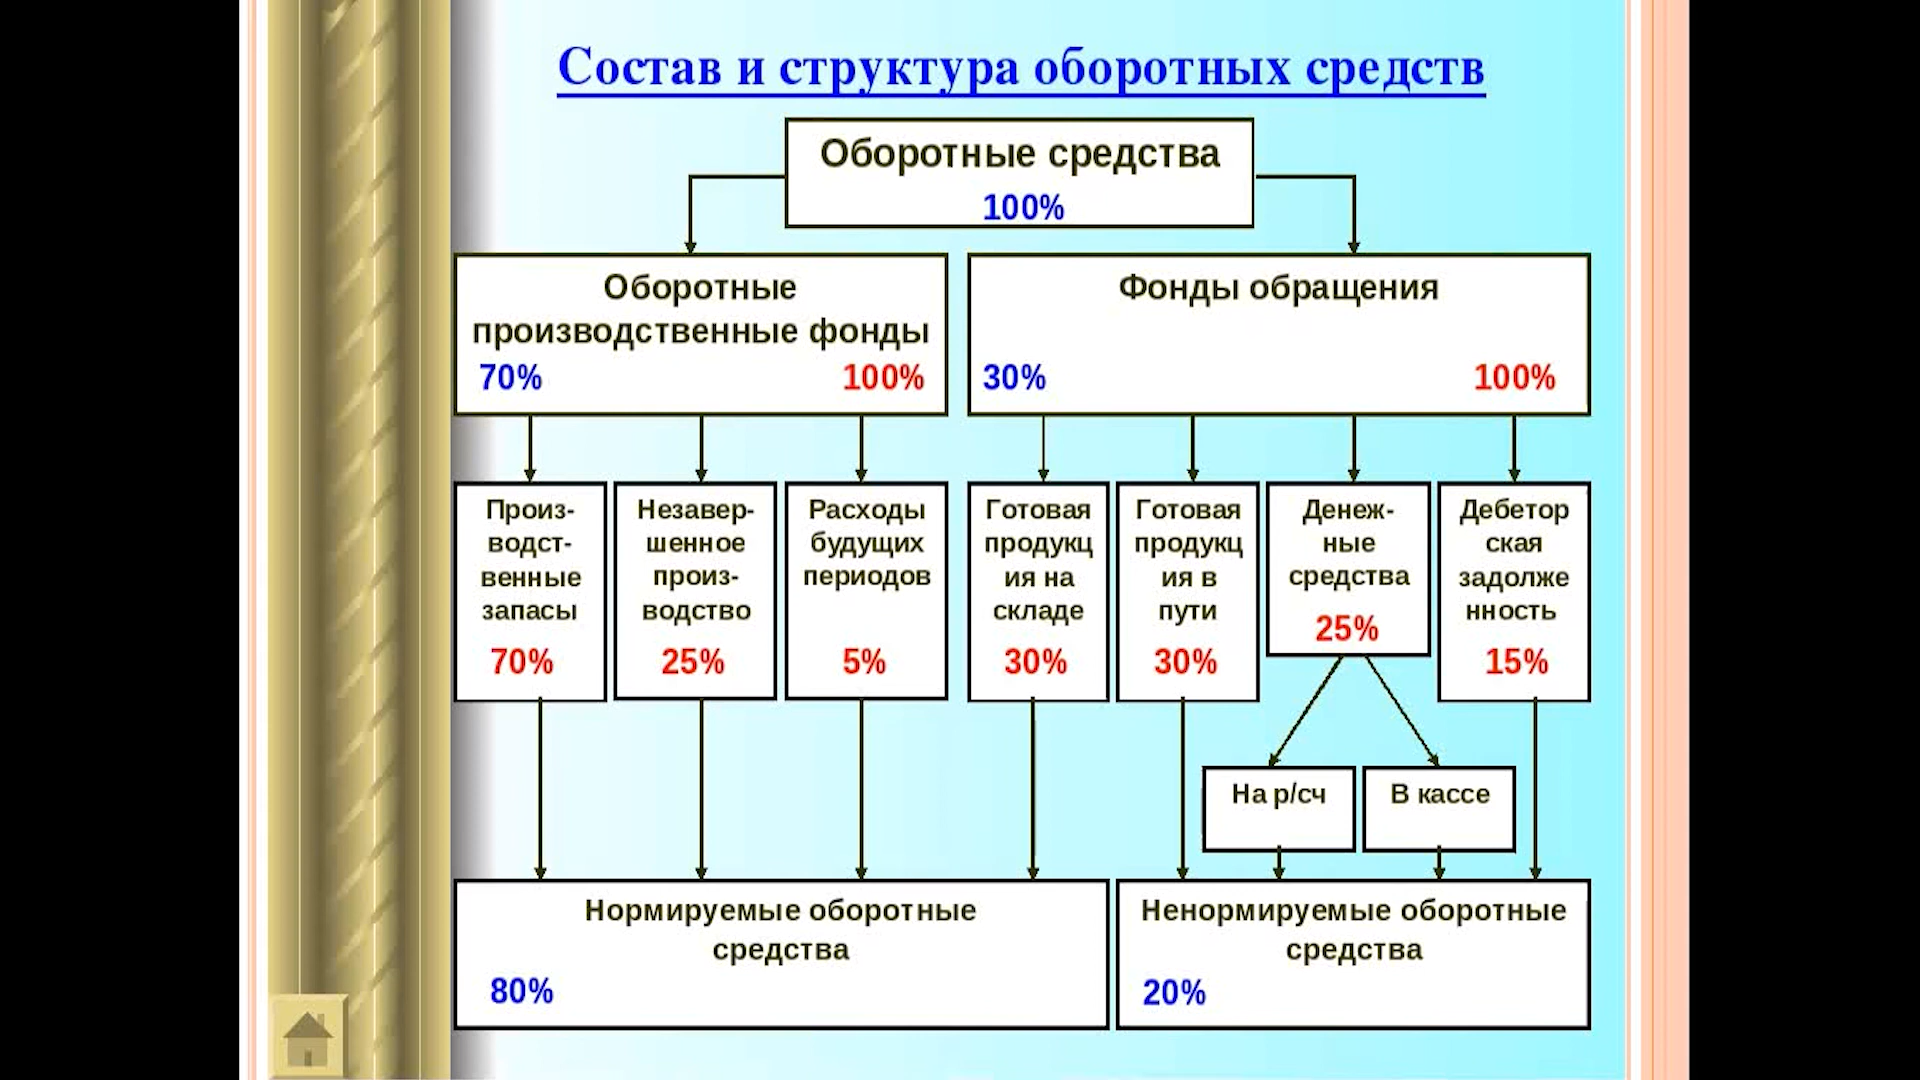 Состав и структура оборотных средств
Оборотные средства
100%
Оборотные
производственные фонды
70% 100%
Фонды обращения
30% 100%
Произ-
водст-
венные
запасы
70%
Незавер-
шенное
произ-
водство
25%
Расходы
будущих
периодов
5%
Готовая
продукц
ия на
складе
30%
Готовая
продукц
ия в
пути
30%
Денеж-
ные
средства
25%
Дебетор
ская
задолже
нность
15%
На р/сч
В кассе
Нормируемые оборотные
средства
80%
Ненормируемые оборотные
средства
20%